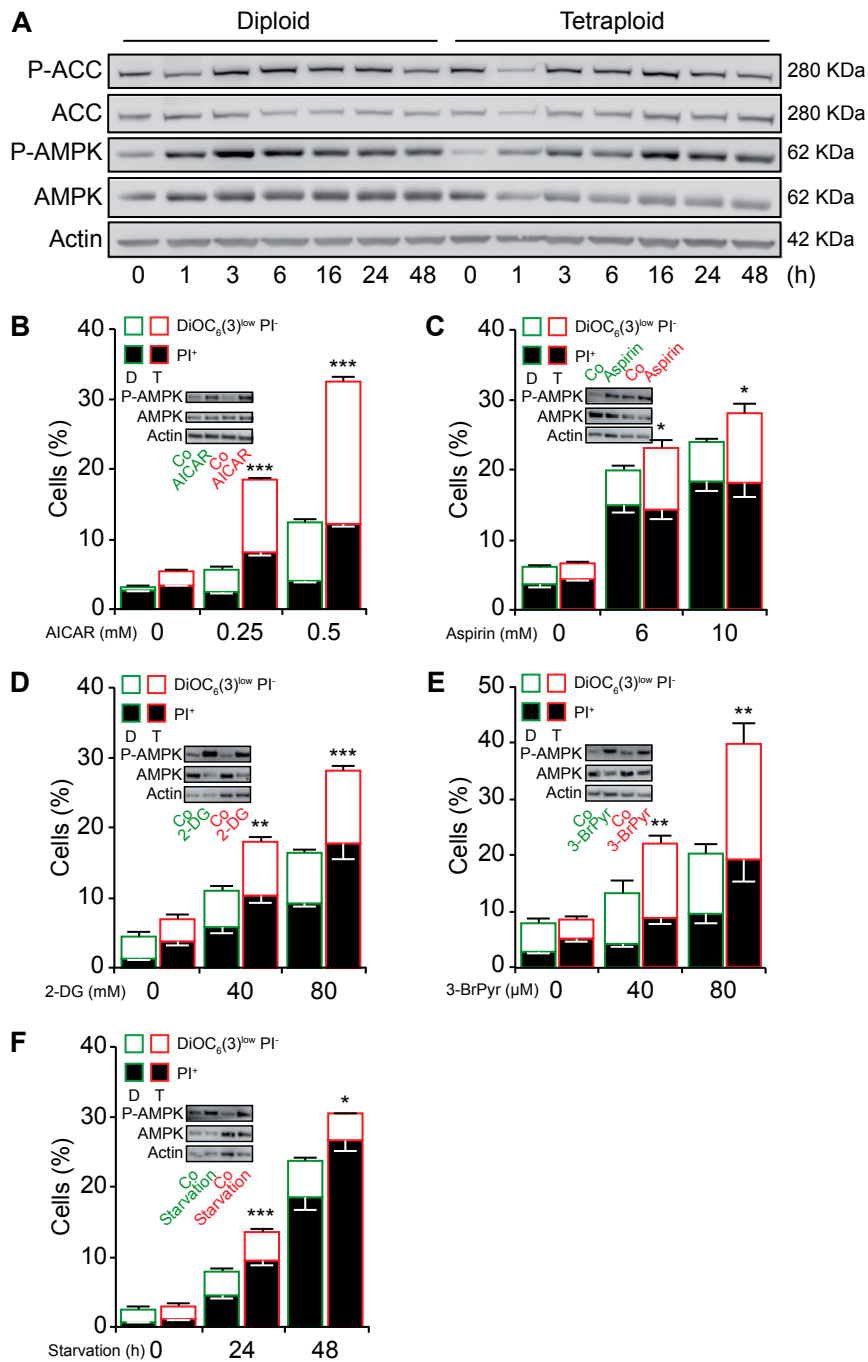 A
Diploid Tetraploid
P-ACC 280 KDa
ACC 280 KDa
P-AMPK 62 KDa
AMPK 62 KDa
Actin 42 KDa
0 1 3 6 16 24 48 0 1 3 6 16 24 48 (h)
B
DiOC₆(3)ˡᵒʷ PI⁻
PI⁺
D T
P-AMPK
AMPK
Actin
Co
AICAR
Co
AICAR
***
***
Cells (%)
40
30
20
10
0
AICAR (mM) 0 0.25 0.5
C
DiOC₆(3)ˡᵒʷ PI⁻
PI⁺
D T
Co
Aspirin
Co
Aspirin
P-AMPK
AMPK
Actin
*
*
Cells (%)
40
30
20
10
0
Aspirin (mM) 0 6 10
D
DiOC₆(3)ˡᵒʷ PI⁻
PI⁺
D T
P-AMPK
AMPK
Actin
Co
2-DG
Co
2-DG
**
***
Cells (%)
40
30
20
10
0
2-DG (mM) 0 40 80
E
DiOC₆(3)ˡᵒʷ PI⁻
PI⁺
D T
P-AMPK
AMPK
Actin
Co
3-BrPyr
Co
3-BrPyr
**
**
Cells (%)
50
40
30
20
10
0
3-BrPyr (µM) 0 40 80
F
DiOC₆(3)ˡᵒʷ PI⁻
PI⁺
D T
P-AMPK
AMPK
Actin
Co
Starvation
Co
Starvation
***
*
Cells (%)
40
30
20
10
0
Starvation (h) 0 24 48